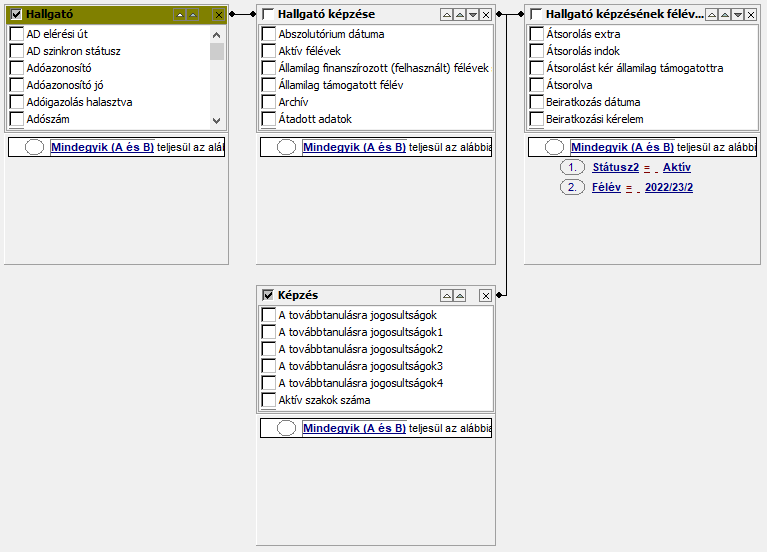 Hallgató
AD elérési út
AD szinkron státusz
Adóazonosító
Adóazonosító jó
Adóigazolás halasztva
Adószám
Mindegyik (A és B) teljesül az aláb
Hallgató képzése
Abszolutórium dátuma
Aktív félévek
Államilag finanszírozott (felhasznált) félévek
Államilag támogatott félév
Archív
Átadott adatok
Mindegyik (A és B) teljesül az alábbia
Hallgató képzésének félév...
Átsorolás extra
Átsorolás indok
Átsorolást kér államilag támogatottra
Átsorolva
Beiratkozás dátuma
Beiratkozási kérelem
Mindegyik (A és B) teljesül az alábbi
1. Státusz2 = Aktív
2. Félév = 2022/23/2
Képzés
A továbbtanulásra jogosultságok
A továbbtanulásra jogosultságok1
A továbbtanulásra jogosultságok2
A továbbtanulásra jogosultságok3
A továbbtanulásra jogosultságok4
Aktív szakok száma
Mindegyik (A és B) teljesül az alábbia